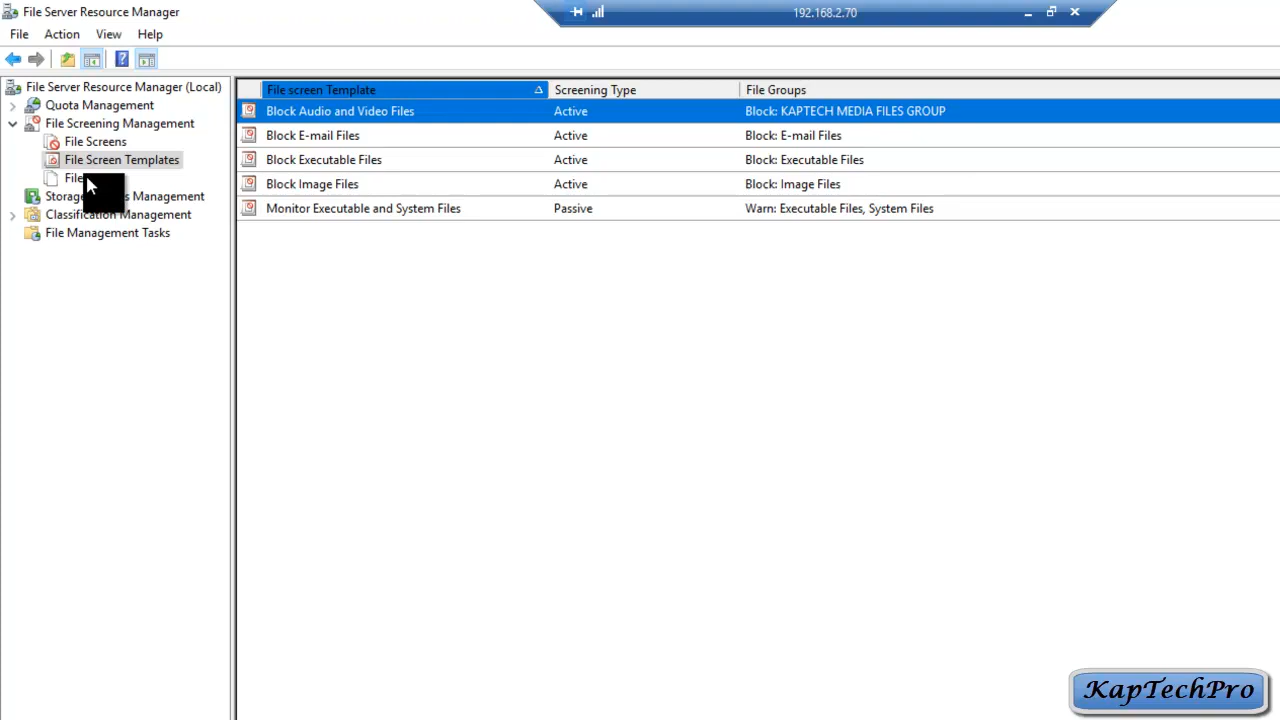 File Server Resource Manager
192.168.2.70
File Action View Help
File Server Resource Manager (Local)
Quota Management
File Screening Management
File Screens
File Screen Templates
File
Storage Management
Classification Management
File Management Tasks
File screen Template Screening Type File Groups
Block Audio and Video Files Active Block: KAPTECH MEDIA FILES GROUP
Block E-mail Files Active Block: E-mail Files
Block Executable Files Active Block: Executable Files
Block Image Files Active Block: Image Files
Monitor Executable and System Files Passive Warn: Executable Files, System Files
KapTechPro